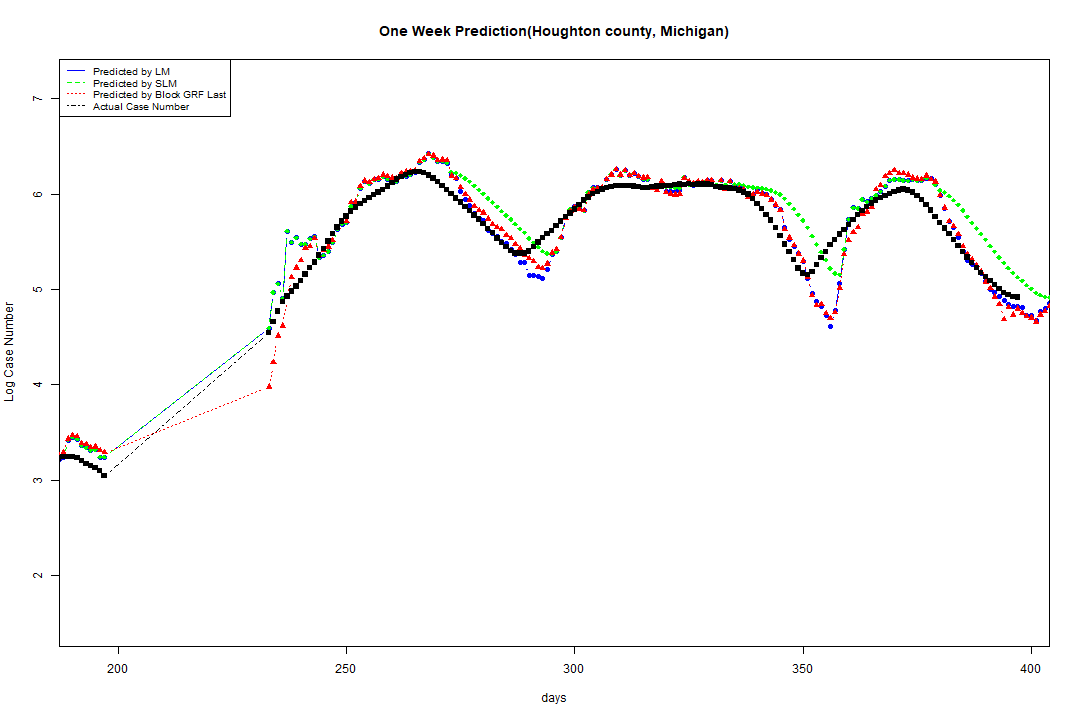 One Week Prediction(Houghton county, Michigan)
Predicted by LM
Predicted by SLM
Predicted by Block GRF Last
Actual Case Number
7
6
5
4
3
2
Log Case Number
200 250 300 350 400
days